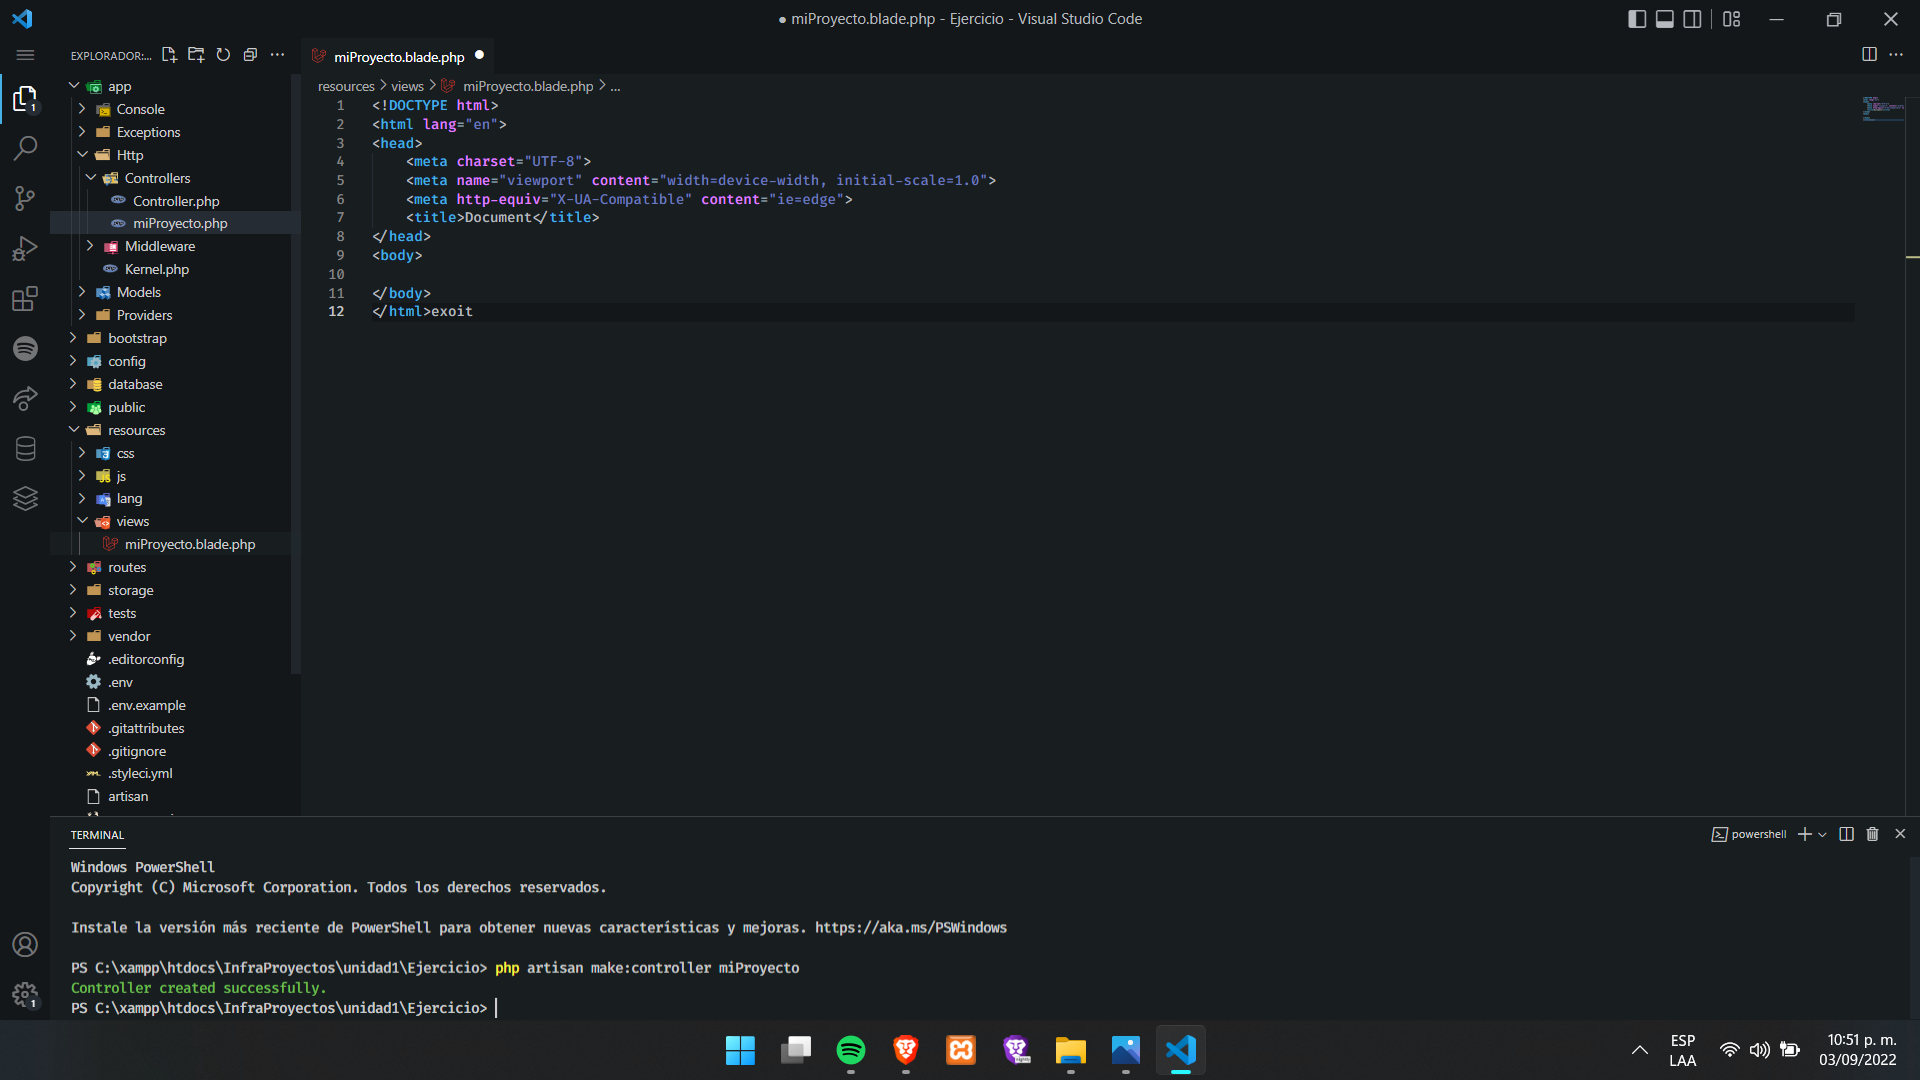 miProyecto.blade.php - Ejercicio - Visual Studio Code
EXPLORADOR:...
miProyecto.blade.php
resources > views > miProyecto.blade.php > ...
app
Console
Exceptions
Http
Controllers
Controller.php
miProyecto.php
Middleware
Kernel.php
Models
Providers
bootstrap
config
database
public
resources
css
js
lang
views
miProyecto.blade.php
routes
storage
tests
vendor
.editorconfig
.env
.env.example
.gitattributes
.gitignore
.styleci.yml
artisan
1 <!DOCTYPE html>
2 <html lang="en">
3 <head>
4 <meta charset="UTF-8">
5 <meta name="viewport" content="width=device-width, initial-scale=1.0">
6 <meta http-equiv="X-UA-Compatible" content="ie=edge">
7 <title>Document</title>
8 </head>
9 <body>
10
11 </body>
12 </html>exoit
TERMINAL
powershell
Windows PowerShell
Copyright (C) Microsoft Corporation. Todos los derechos reservados.
Instale la versión más reciente de PowerShell para obtener nuevas características y mejoras. https://aka.ms/PSWindows
PS C:\xampp\htdocs\InfraProyectos\unidad1\Ejercicio> php artisan make:controller miProyecto
Controller created successfully.
PS C:\xampp\htdocs\InfraProyectos\unidad1\Ejercicio>
1
1
ESP
LAA
10:51 p. m.
03/09/2022